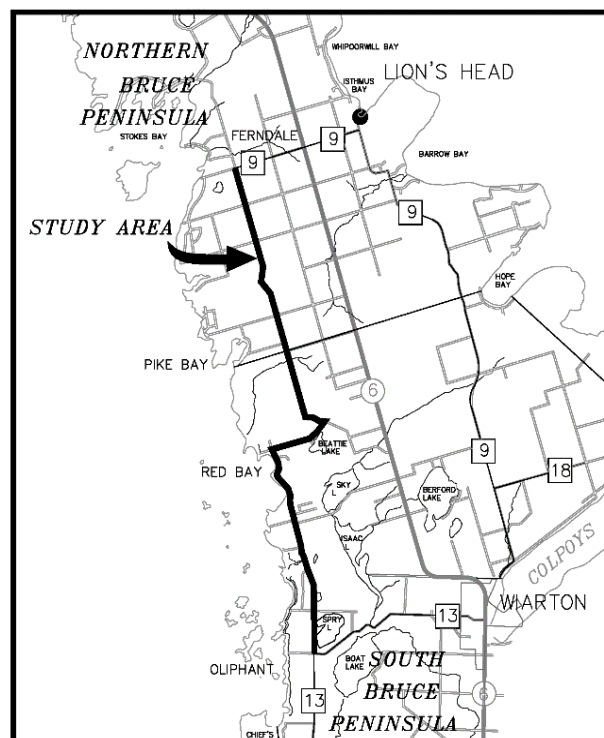 NORTHERN
BRUCE
PENINSULA
WHIPOORWILL BAY
LION'S HEAD
ISTHMUS
BAY
STOKES BAY
FERNDALE
9
9
BARROW BAY
9
STUDY AREA
HOPE
BAY
PIKE BAY
6
BEATTIE
LAKE
RED BAY
9
18
SKY
L
BERFORD
LAKE
ISAAC
L
COLPOYS
WIARTON
SPRY
L
13
OLIPHANT
BOAT
LAKE
SOUTH
BRUCE
PENINSULA
13
6
CHIEF'S